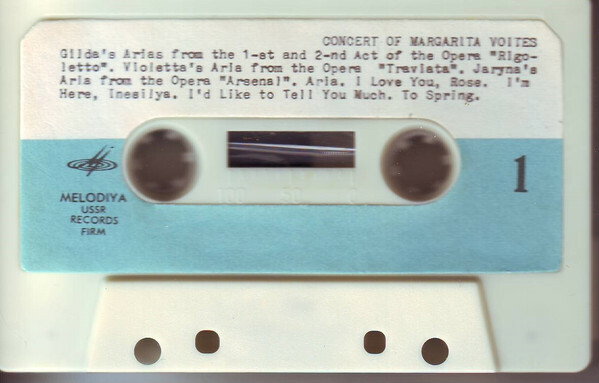 CONCERT OF MARGARITA VOITES
Gilda's Arias from the 1-st and 2-nd Act of the Opera "Rigo-
letto". Violetta's Aria from the Opera "Traviata". Jaryna's
Aria from the Opera "Arsenal". Aria. I Love You, Rose. I'm
Here, Inesilya. I'd Like to Tell You Much. To Spring.
1
MELODIYA
USSR
RECORDS
FIRM
100 50 0